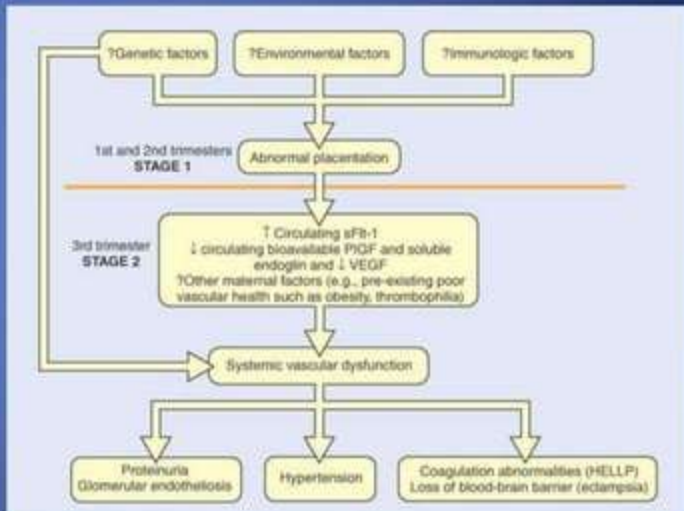 ?Genetic factors
?Environmental factors
?Immunologic factors
1st and 2nd trimesters
STAGE 1
Abnormal placentation
3rd trimester
STAGE 2
↑ Circulating sFlt-1
↓ circulating bioavailable PlGF and soluble
endoglin and ↓ VEGF
?Other maternal factors (e.g., pre-existing poor
vascular health such as obesity, thrombophilia)
Systemic vascular dysfunction
Proteinuria
Glomerular endotheliosis
Hypertension
Coagulation abnormalities (HELLP)
Loss of blood-brain barrier (eclampsia)